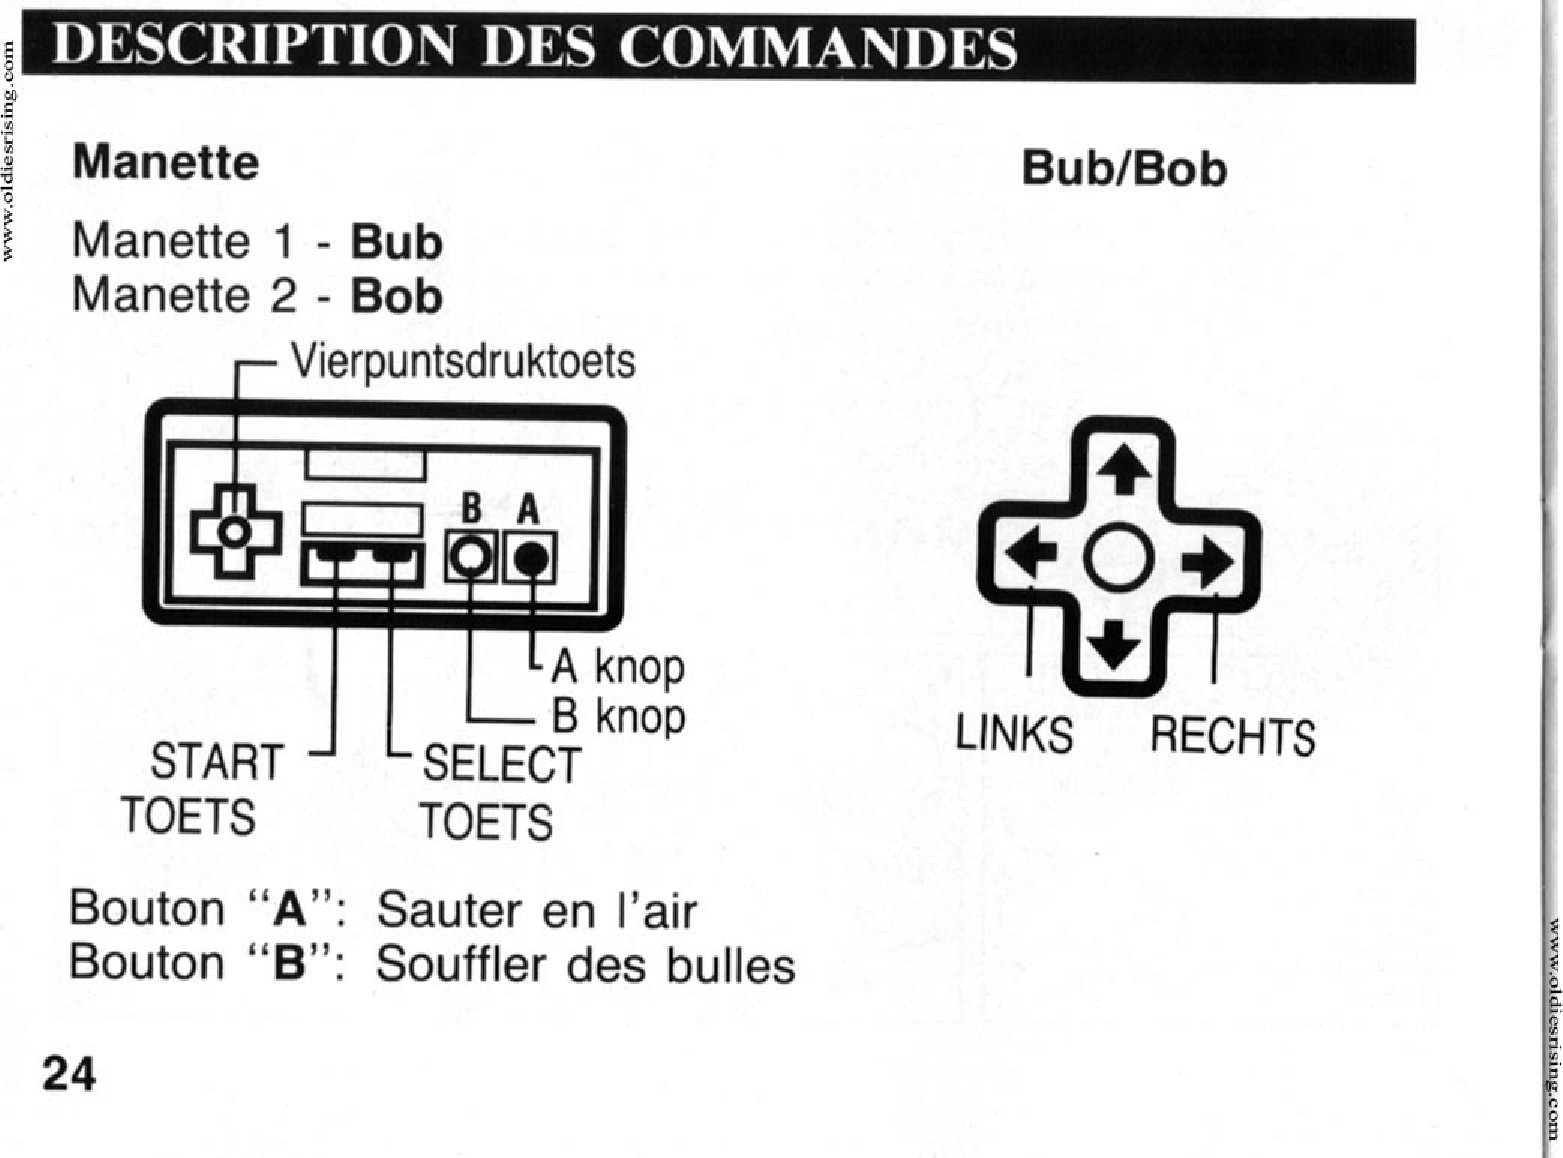 DESCRIPTION DES COMMANDES
Manette
Manette 1 - Bub
Manette 2 - Bob
Vierpuntsdruktoets
B A
A knop
B knop
START
TOETS
SELECT
TOETS
Bub/Bob
LINKS RECHTS
Bouton “A”: Sauter en l’air
Bouton “B”: Souffler des bulles
24
www.oldiesrising.com
www.oldiesrising.com